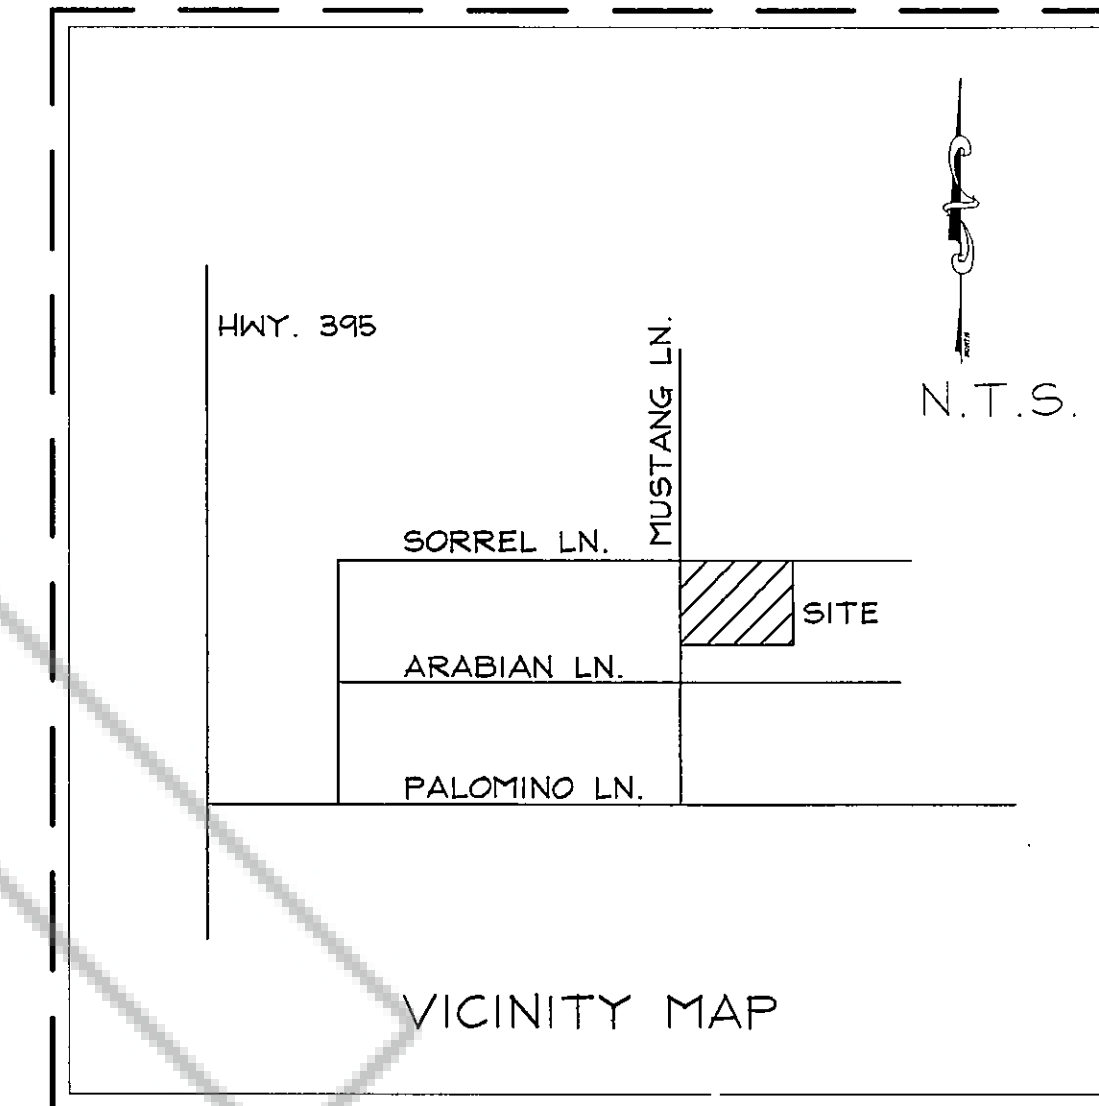 HWY. 395
MUSTANG LN.
N.T.S.
SORREL LN.
SITE
ARABIAN LN.
PALOMINO LN.
VICINITY MAP